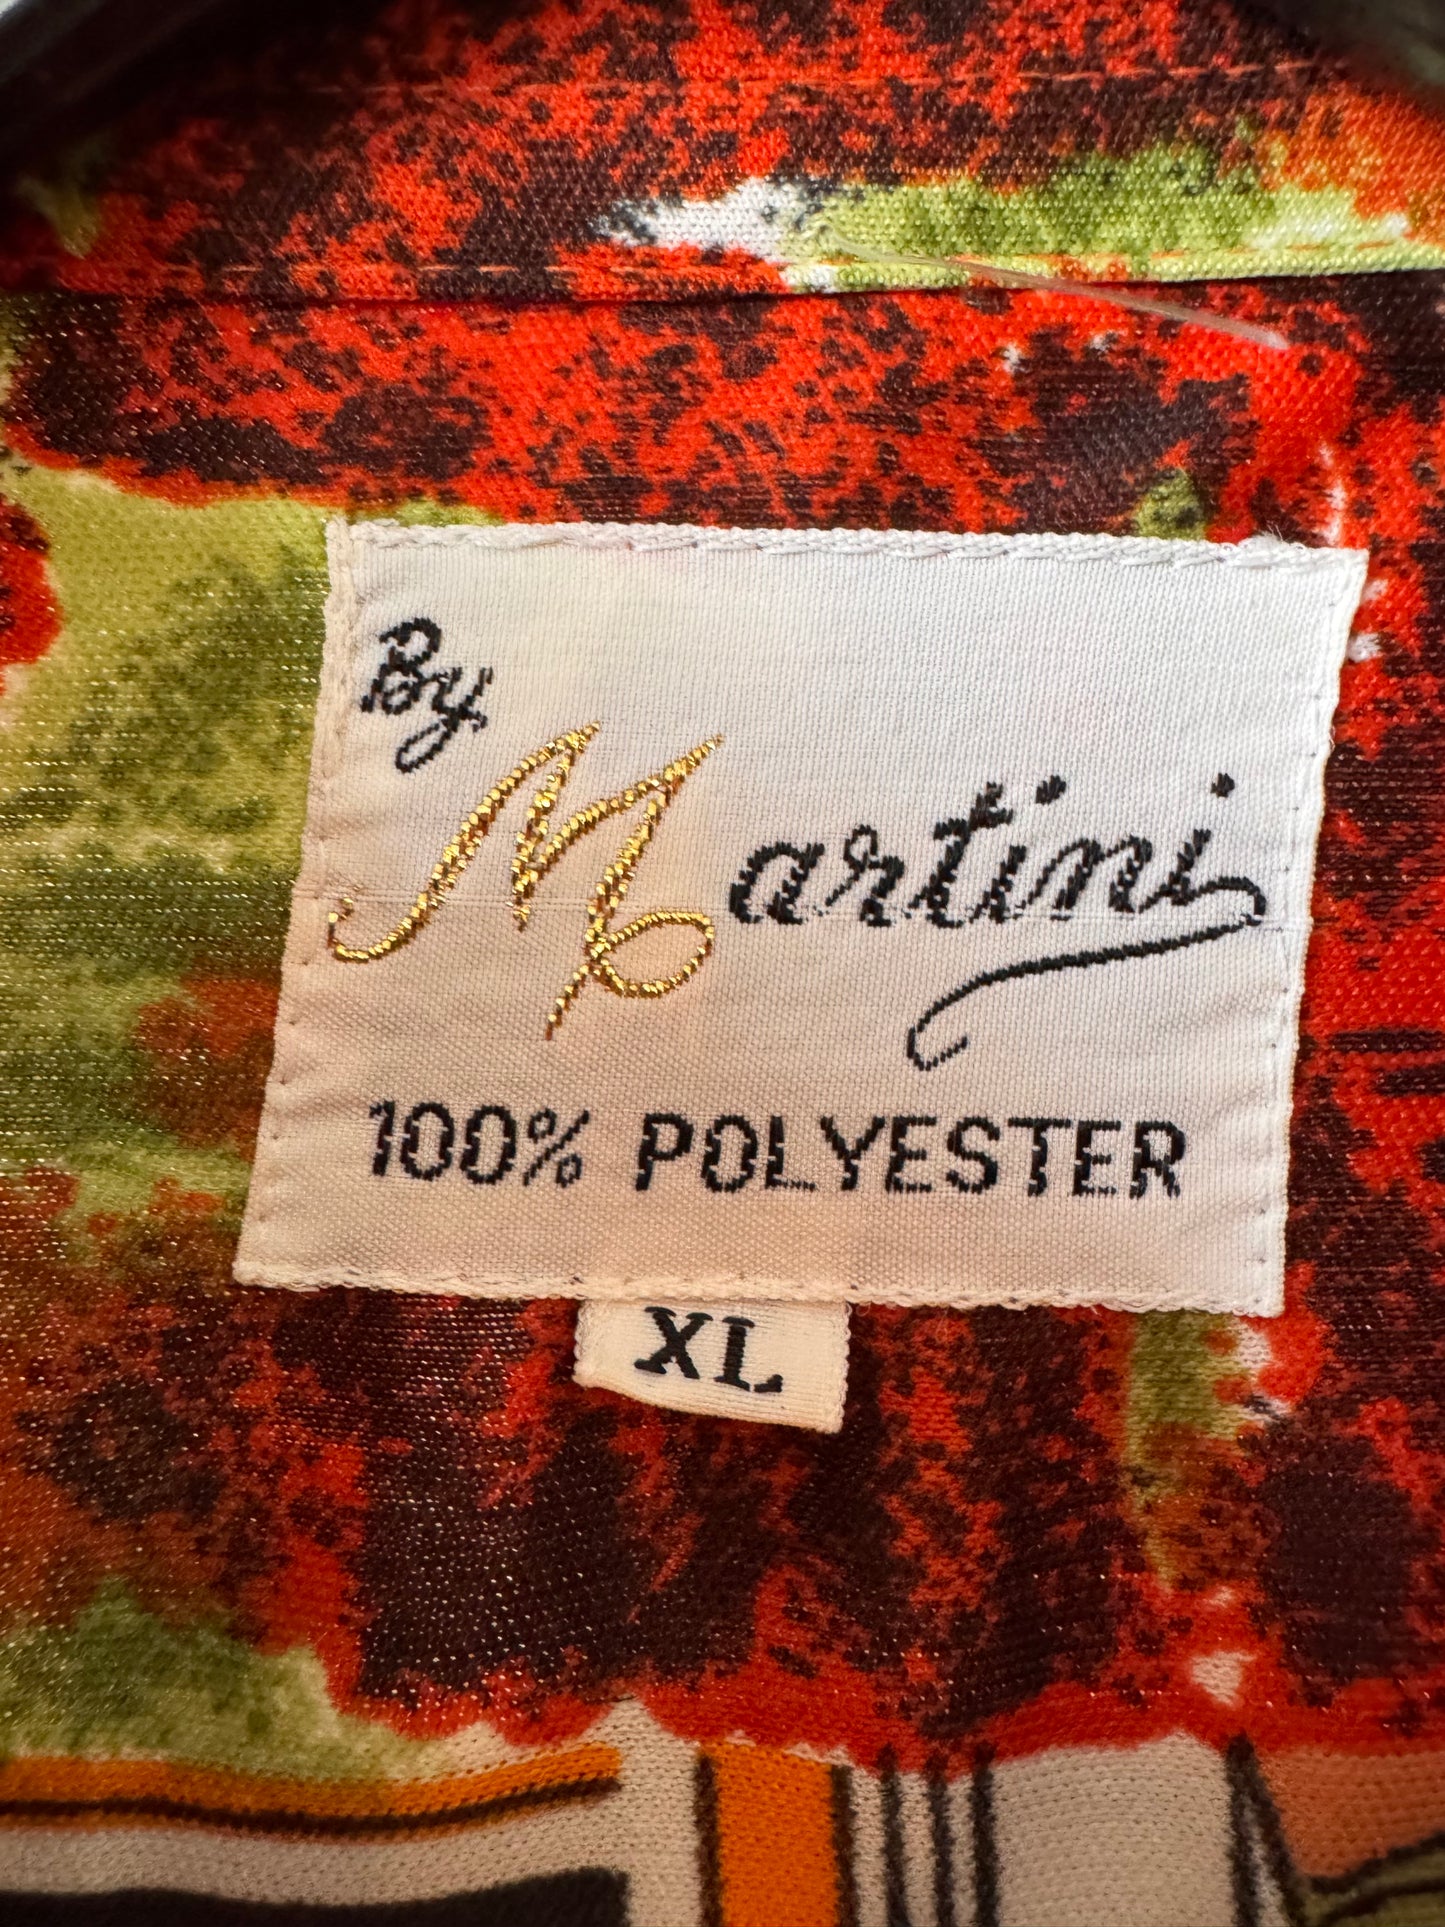 By
Martini
100% POLYESTER
XL